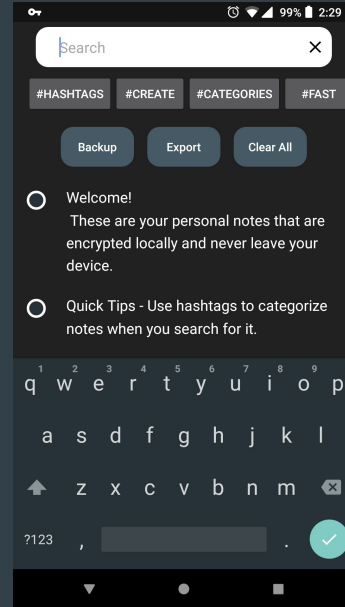 99% 2:29
Search
#HASHTAGS #CREATE #CATEGORIES #FAST
Backup Export Clear All
Welcome!
These are your personal notes that are
encrypted locally and never leave your
device.
Quick Tips - Use hashtags to categorize
notes when you search for it.
1 2 3 4 5 6 7 8 9
q w e r t y u i o p
a s d f g h j k l
z x c v b n m
?123 , .